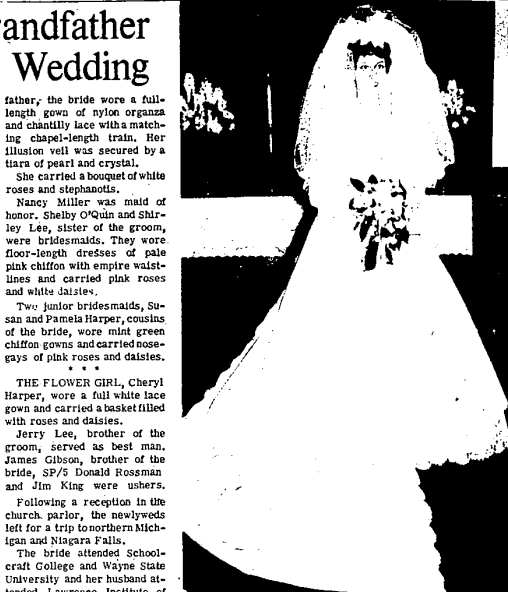 andfather
Wedding
father, the bride wore a full-
length gown of nylon organza
and chantilly lace with a match-
ing chapel-length train. Her
illusion veil was secured by a
tiara of pearl and crystal.
She carried a bouquet of white
roses and stephanotis.
Nancy Miller was maid of
honor. Shelby O'Quin and Shir-
ley Lee, sister of the groom,
were bridesmaids. They wore
floor-length dresses of pale
pink chiffon with empire waist-
lines and carried pink roses
and white daisies.
Two junior bridesmaids, Su-
san and Pamela Harper, cousins
of the bride, wore mint green
chiffon gowns and carried nose-
gays of pink roses and daisies.
* * *
THE FLOWER GIRL, Cheryl
Harper, wore a full white lace
gown and carried a basket filled
with roses and daisies.
Jerry Lee, brother of the
groom, served as best man.
James Gibson, brother of the
bride, SP/5 Donald Rossman
and Jim King were ushers.
Following a reception in the
church parlor, the newlyweds
left for a trip to northern Mich-
igan and Niagara Falls.
The bride attended School-
craft College and Wayne State
University and her husband at-
tended Lawrence Institute of